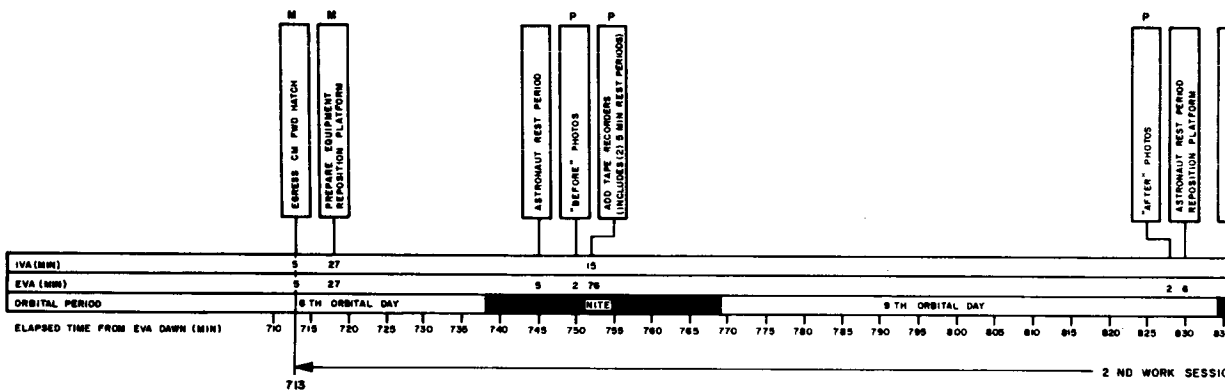 M M P P P
EGRESS CM FWD HATCH
PREPARE EQUIPMENT
REPOSITION PLATFORM
ASTRONAUT REST PERIOD
"BEFORE" PHOTOS
ADD TAPE RECORDERS
(INCLUDES (2) 5 MIN REST PERIODS)
"AFTER" PHOTOS
ASTRONAUT REST PERIOD
REPOSITION PLATFORM
IVA (MIN) 5 27 15
EVA (MIN) 5 27 5 2 76 2 6
ORBITAL PERIOD 8 TH ORBITAL DAY NITE 9 TH ORBITAL DAY
ELAPSED TIME FROM EVA DAWN (MIN) 710 715 720 725 730 735 740 745 750 755 760 765 770 775 780 785 790 795 800 805 810 815 820 825 830 83
2 ND WORK SESSI
713